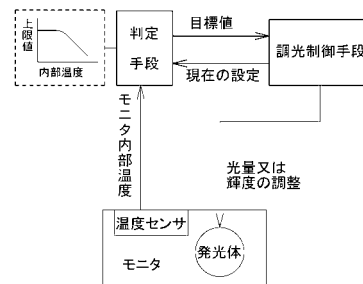 上限値
内部温度
判定
手段
目標値
現在の設定
調光制御手段
モニタ内部温度
光量又は
輝度の調整
温度センサ
発光体
モニタ